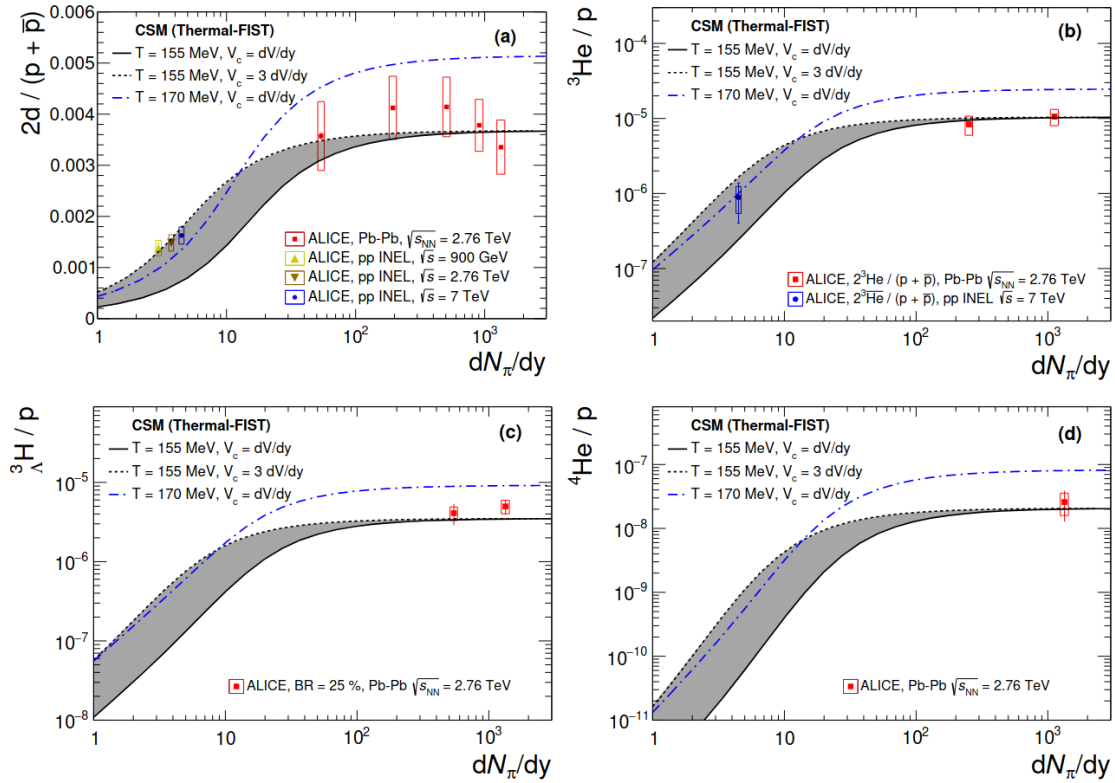 (a)
CSM (Thermal-FIST)
T = 155 MeV, V_c = dV/dy
T = 155 MeV, V_c = 3 dV/dy
T = 170 MeV, V_c = dV/dy
2d / (p + p̅)
0.006
0.005
0.004
0.003
0.002
0.001
0
ALICE, Pb-Pb, √s_NN = 2.76 TeV
ALICE, pp INEL, √s = 900 GeV
ALICE, pp INEL, √s = 2.76 TeV
ALICE, pp INEL, √s = 7 TeV
1 10 10² 10³
dN_π/dy
(b)
CSM (Thermal-FIST)
T = 155 MeV, V_c = dV/dy
T = 155 MeV, V_c = 3 dV/dy
T = 170 MeV, V_c = dV/dy
³He / p
10⁻⁴
10⁻⁵
10⁻⁶
10⁻⁷
ALICE, 2³He / (p + p̅), Pb-Pb √s_NN = 2.76 TeV
ALICE, 2³H̅e̅ / (p + p̅), pp INEL √s = 7 TeV
1 10 10² 10³
dN_π/dy
(c)
CSM (Thermal-FIST)
T = 155 MeV, V_c = dV/dy
T = 155 MeV, V_c = 3 dV/dy
T = 170 MeV, V_c = dV/dy
³_ΛH / p
10⁻⁵
10⁻⁶
10⁻⁷
10⁻⁸
ALICE, BR = 25 %, Pb-Pb √s_NN = 2.76 TeV
1 10 10² 10³
dN_π/dy
(d)
CSM (Thermal-FIST)
T = 155 MeV, V_c = dV/dy
T = 155 MeV, V_c = 3 dV/dy
T = 170 MeV, V_c = dV/dy
⁴He / p
10⁻⁷
10⁻⁸
10⁻⁹
10⁻¹⁰
10⁻¹¹
ALICE, Pb-Pb √s_NN = 2.76 TeV
1 10 10² 10³
dN_π/dy